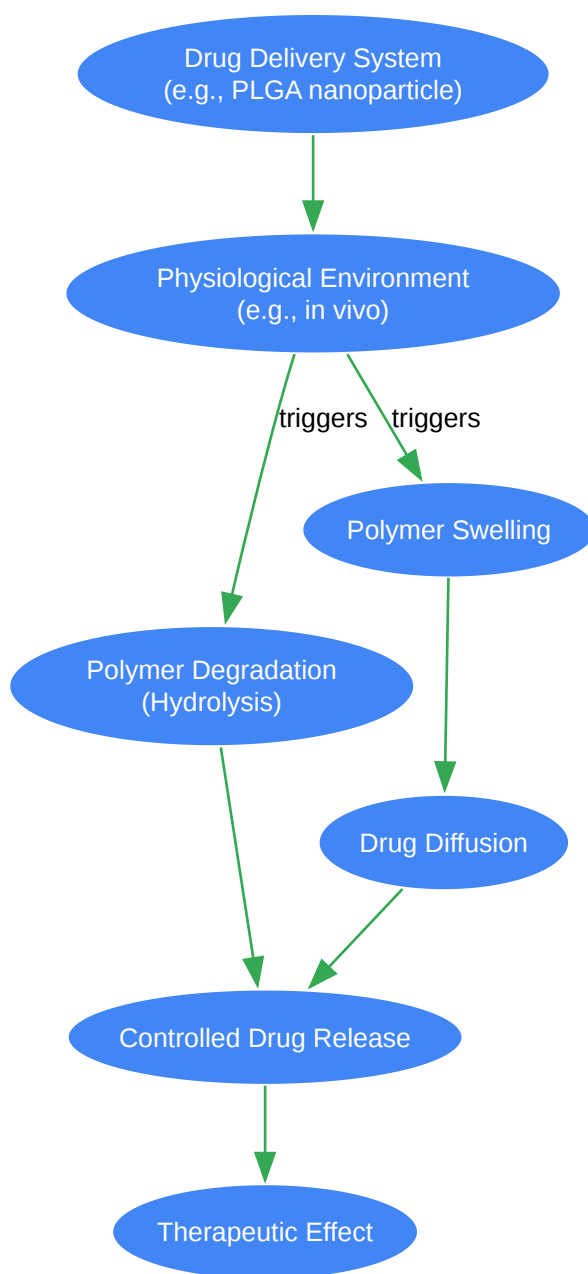 Drug Delivery System
(e.g., PLGA nanoparticle)
Physiological Environment
(e.g., in vivo)
triggers
triggers
Polymer Swelling
Polymer Degradation
(Hydrolysis)
Drug Diffusion
Controlled Drug Release
Therapeutic Effect